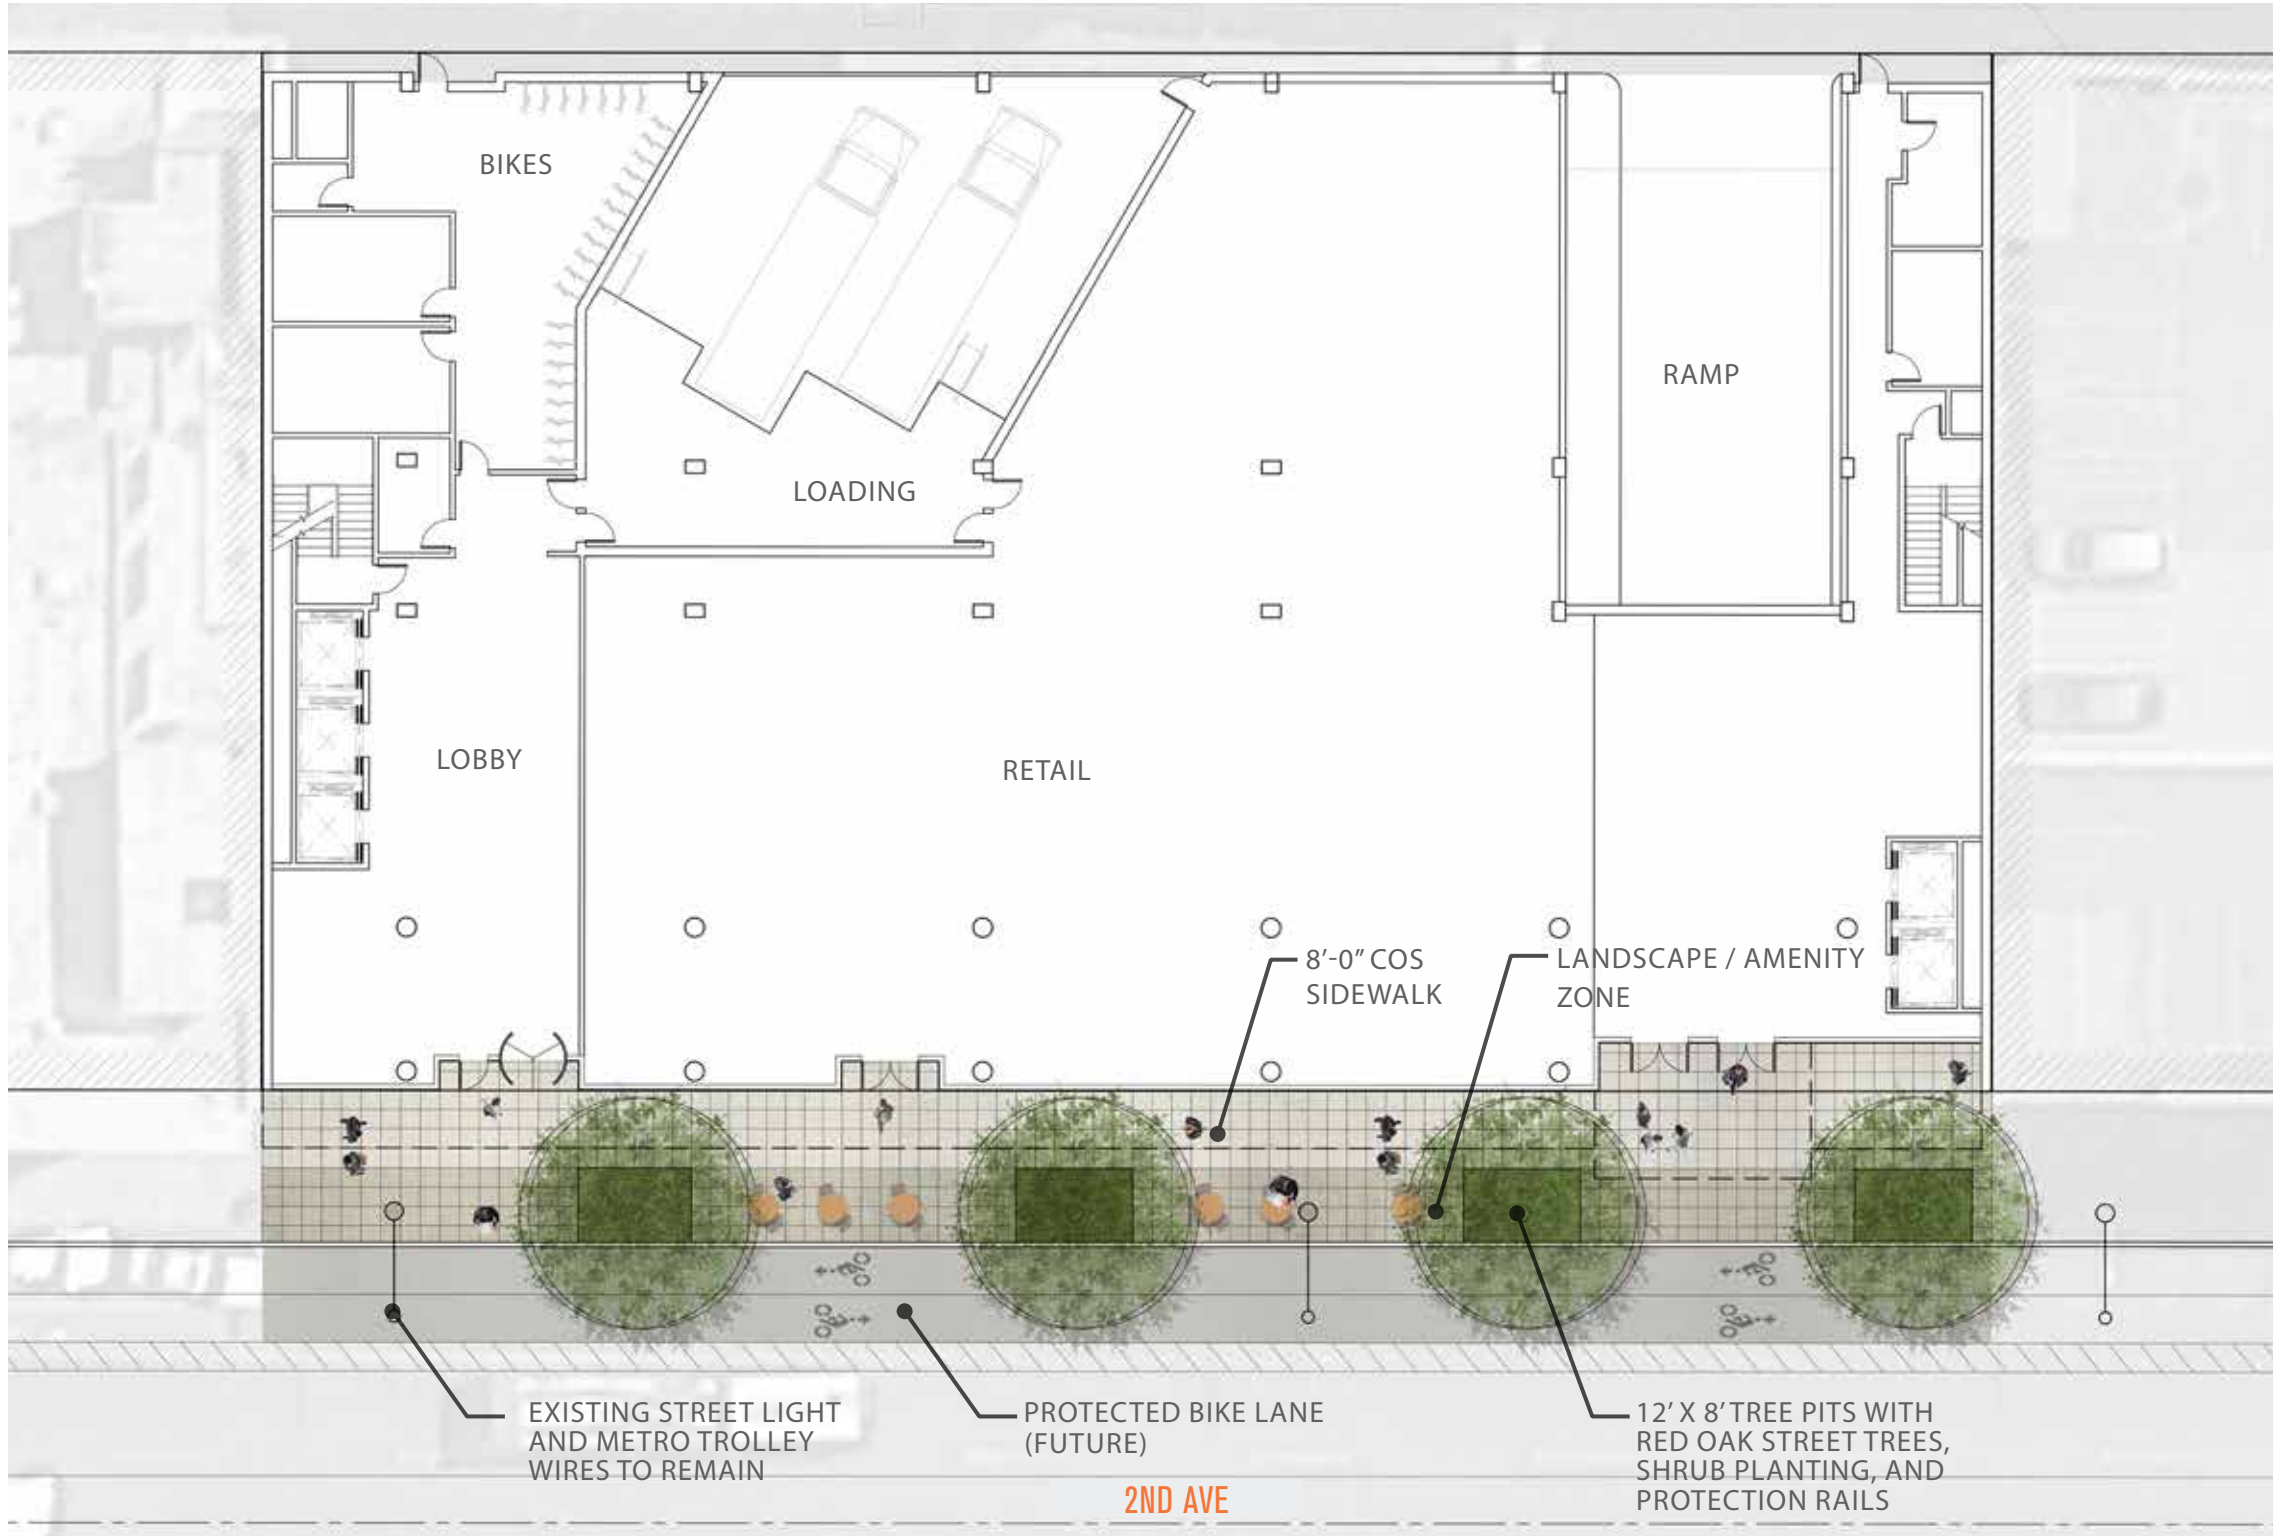 BIKES
RAMP
LOADING
LOBBY
RETAIL
8'-0" COS
SIDEWALK
LANDSCAPE / AMENITY
ZONE
EXISTING STREET LIGHT
AND METRO TROLLEY
WIRES TO REMAIN
PROTECTED BIKE LANE
(FUTURE)
12' X 8' TREE PITS WITH
RED OAK STREET TREES,
SHRUB PLANTING, AND
PROTECTION RAILS
2ND AVE